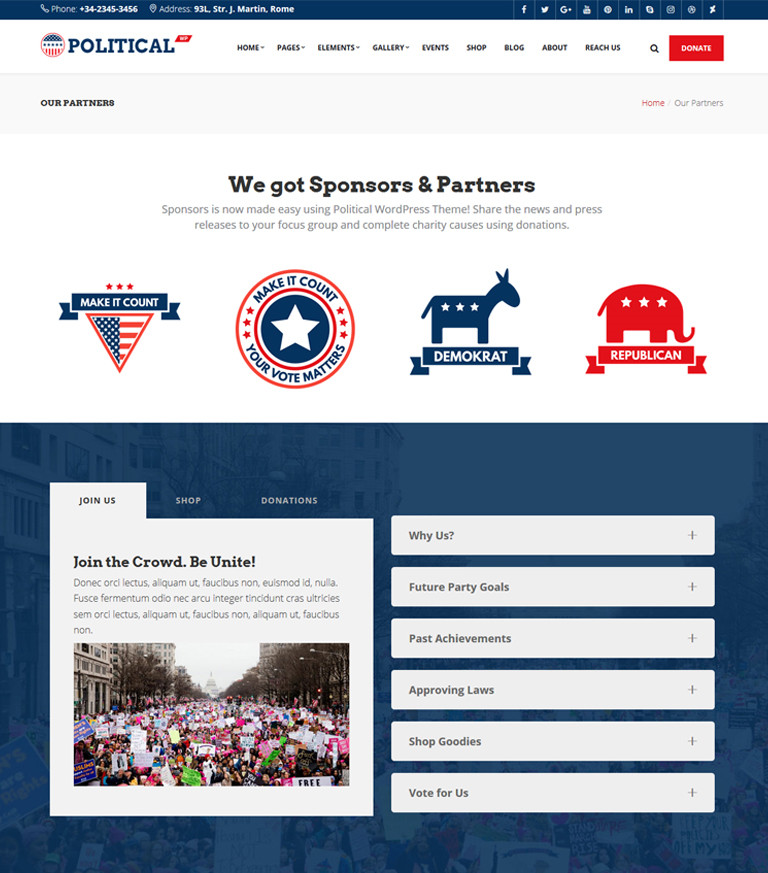 Phone: +34-2345-3456 Address: 93L, Str. J. Martin, Rome
POLITICAL WP
HOME PAGES ELEMENTS GALLERY EVENTS SHOP BLOG ABOUT REACH US DONATE
OUR PARTNERS
Home / Our Partners
We got Sponsors & Partners
Sponsors is now made easy using Political WordPress Theme! Share the news and press
releases to your focus group and complete charity causes using donations.
MAKE IT COUNT
MAKE IT COUNT
YOUR VOTE MATTERS
DEMOKRAT
REPUBLICAN
JOIN US SHOP DONATIONS
Join the Crowd. Be Unite!
Donec orci lectus, aliquam ut, faucibus non, euismod id, nulla.
Fusce fermentum odio nec arcu integer tincidunt cras ultricies
sem orci lectus, aliquam ut, faucibus non, aliquam ut, faucibus
non.
FREE
Why Us?
Future Party Goals
Past Achievements
Approving Laws
Shop Goodies
Vote for Us